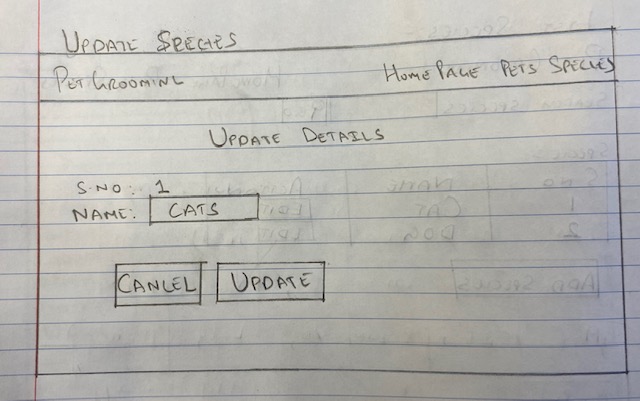 UPDATE SPECIES
PET GROOMING HOME PAGE PETS SPECIES
UPDATE DETAILS
S.NO: 1
NAME: CATS
CANCEL UPDATE